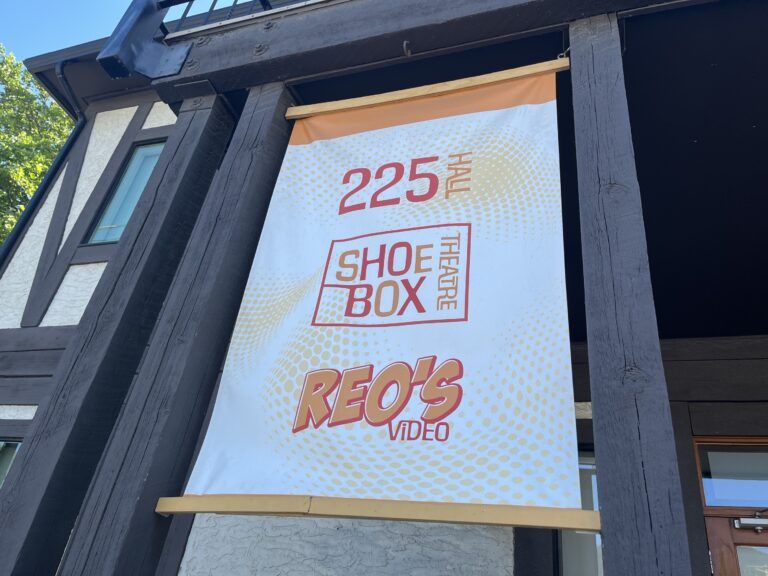 225 HALL
SHOE
BOX
THEATRE
REO'S
ViDEO